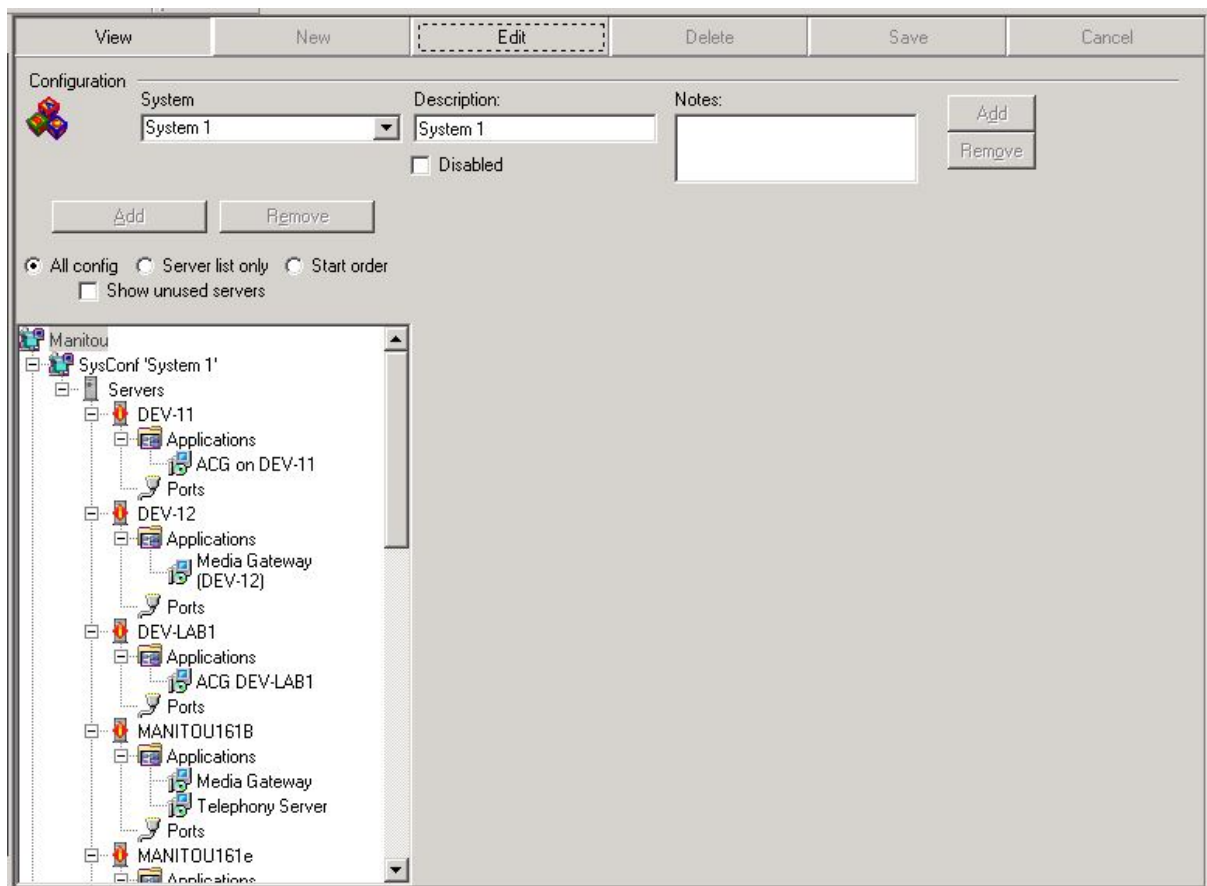 View New Edit Delete Save Cancel
Configuration
System Description: Notes:
System 1 System 1
Add
Disabled
Remove
Add Remove
All config Server list only Start order
Show unused servers
Manitou
SysConf 'System 1'
Servers
DEV-11
Applications
ACG on DEV-11
Ports
DEV-12
Applications
Media Gateway
(DEV-12)
Ports
DEV-LAB1
Applications
ACG DEV-LAB1
Ports
MANITOU161B
Applications
Media Gateway
Telephony Server
Ports
MANITOU161e
Applications